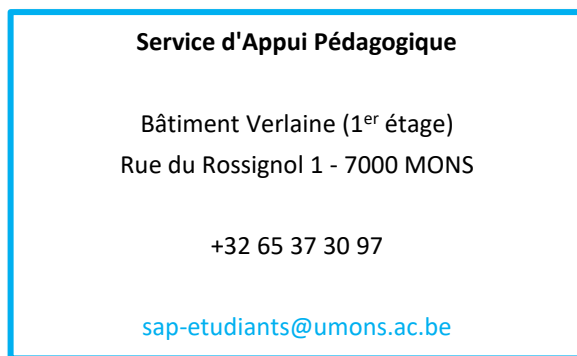 Service d'Appui Pédagogique
Bâtiment Verlaine (1er étage)
Rue du Rossignol 1 - 7000 MONS
+32 65 37 30 97
sap-etudiants@umons.ac.be